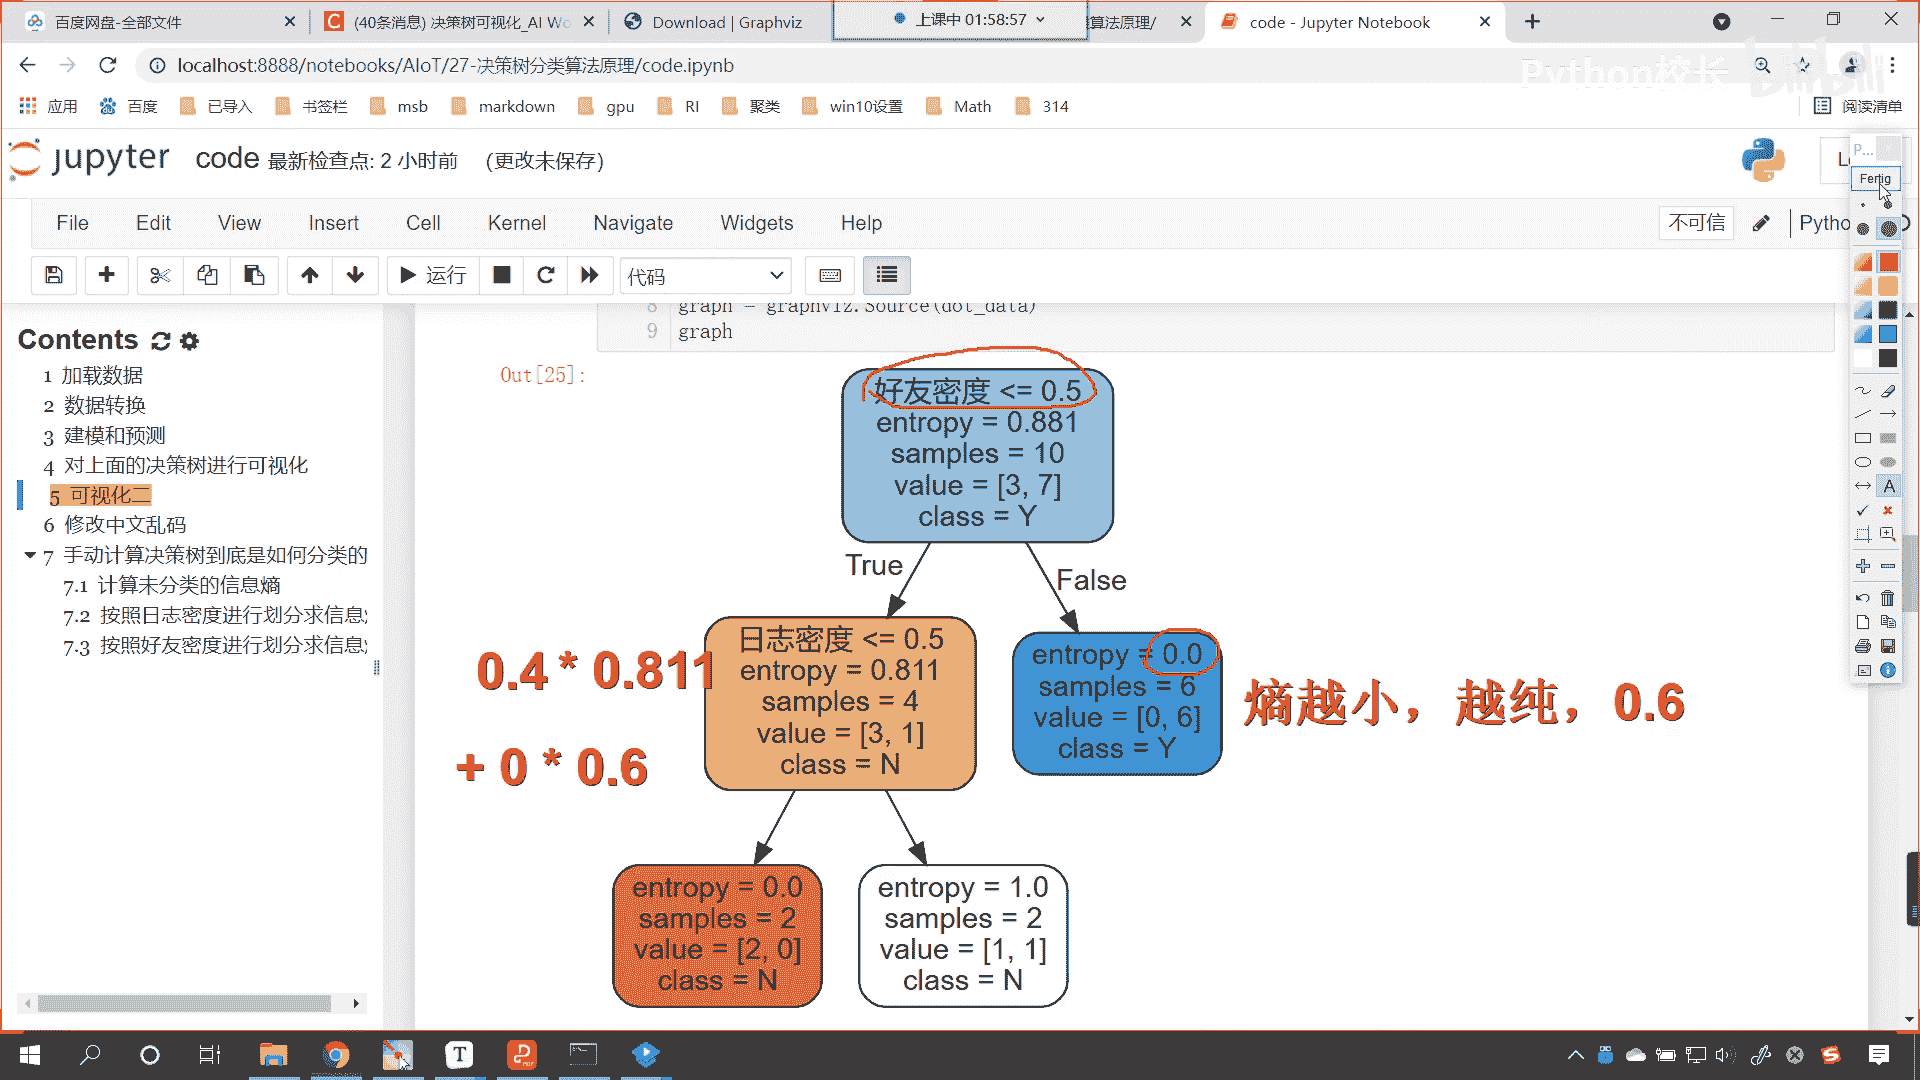 百度网盘-全部文件
(40条消息) 决策树可视化_AI Wo
Download | Graphviz
上课中 01:58:57
算法原理/
code - Jupyter Notebook
localhost:8888/notebooks/AIoT/27-决策树分类算法原理/code.ipynb
Python校长
bilibili
应用
百度
已导入
书签栏
msb
markdown
gpu
RI
聚类
win10设置
Math
314
阅读清单
jupyter
code 最新检查点: 2 小时前 (更改未保存)
P...
Fertig
File
Edit
View
Insert
Cell
Kernel
Navigate
Widgets
Help
不可信
Pytho
运行
代码
Contents
1 加载数据
2 数据转换
3 建模和预测
4 对上面的决策树进行可视化
5 可视化二
6 修改中文乱码
7 手动计算决策树到底是如何分类的
7.1 计算未分类的信息熵
7.2 按照日志密度进行划分求信息
7.3 按照好友密度进行划分求信息
8 graph = graphviz.Source(dot_data)
9 graph
Out[25]:
好友密度 <= 0.5
entropy = 0.881
samples = 10
value = [3, 7]
class = Y
True
False
日志密度 <= 0.5
entropy = 0.811
samples = 4
value = [3, 1]
class = N
entropy = 0.0
samples = 6
value = [0, 6]
class = Y
0.4 * 0.811
+ 0 * 0.6
熵越小，越纯，0.6
entropy = 0.0
samples = 2
value = [2, 0]
class = N
entropy = 1.0
samples = 2
value = [1, 1]
class = N